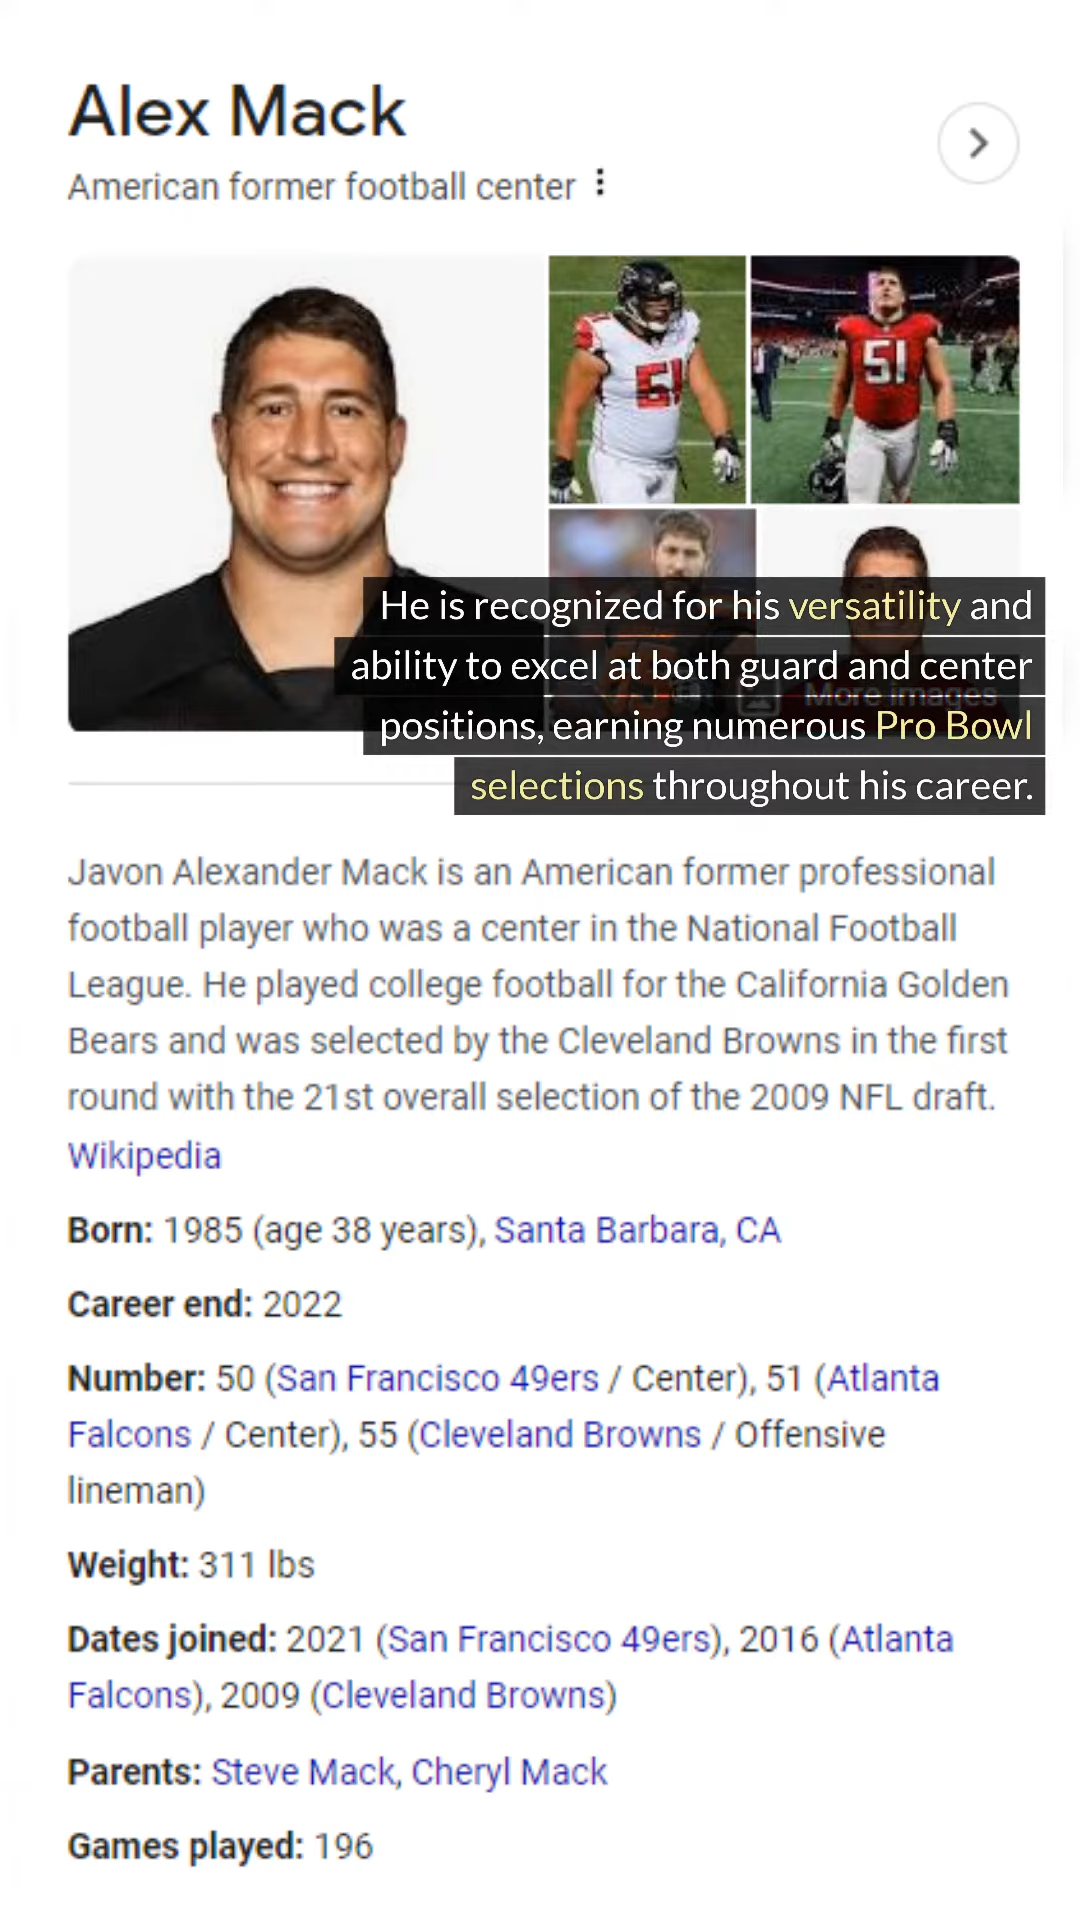 Alex Mack
American former football center
51
51
He is recognized for his versatility and
ability to excel at both guard and center
More images
positions, earning numerous Pro Bowl
selections throughout his career.
Javon Alexander Mack is an American former professional
football player who was a center in the National Football
League. He played college football for the California Golden
Bears and was selected by the Cleveland Browns in the first
round with the 21st overall selection of the 2009 NFL draft.
Wikipedia
Born: 1985 (age 38 years), Santa Barbara, CA
Career end: 2022
Number: 50 (San Francisco 49ers / Center), 51 (Atlanta
Falcons / Center), 55 (Cleveland Browns / Offensive
lineman)
Weight: 311 lbs
Dates joined: 2021 (San Francisco 49ers), 2016 (Atlanta
Falcons), 2009 (Cleveland Browns)
Parents: Steve Mack, Cheryl Mack
Games played: 196